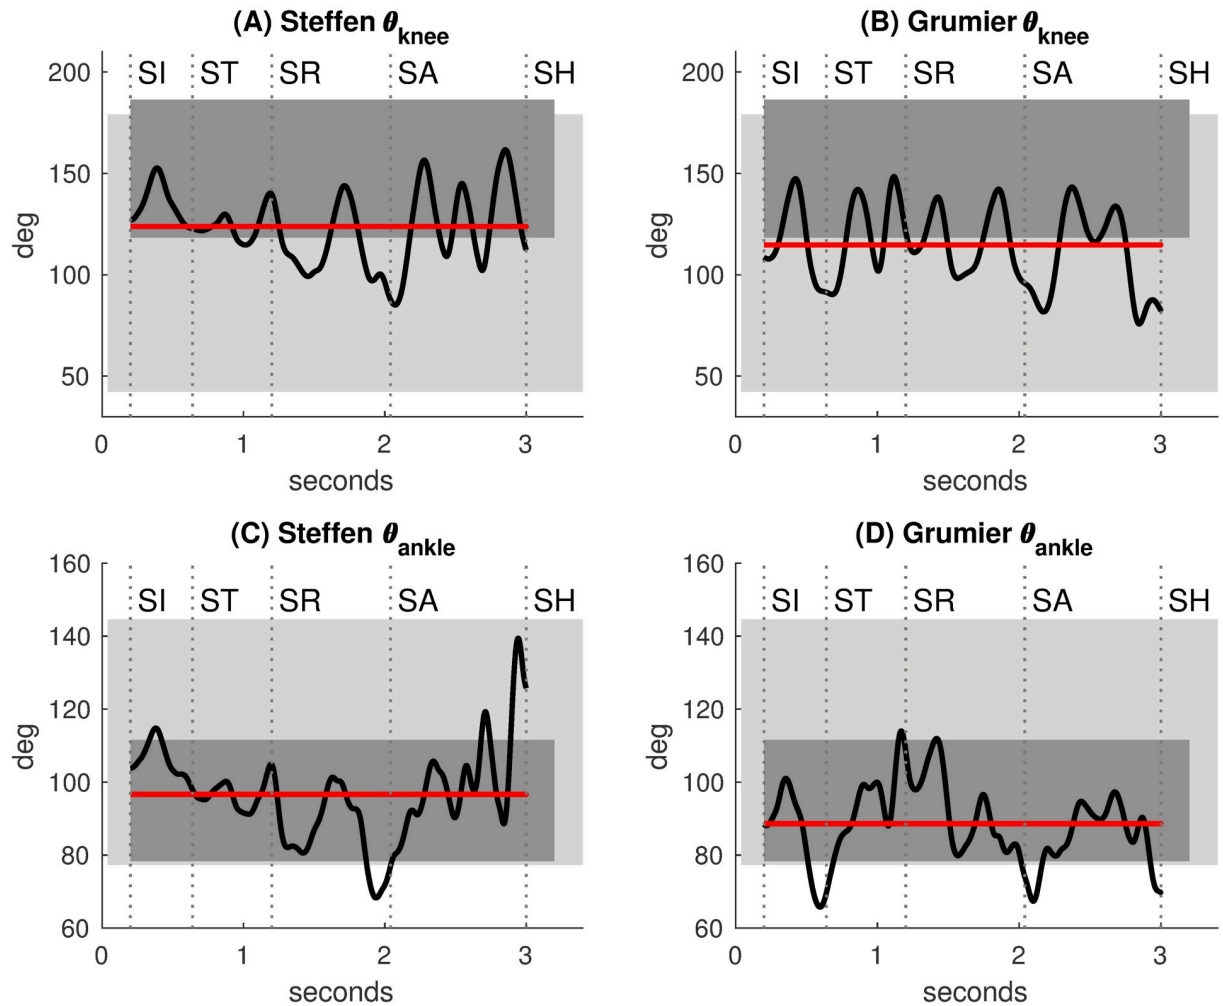 (A) Steffen θknee
SI ST SR SA SH
200
150
100
50
deg
0 1 2 3
seconds
(B) Grumier θknee
SI ST SR SA SH
200
150
100
50
deg
0 1 2 3
seconds
(C) Steffen θankle
SI ST SR SA SH
160
140
120
100
80
60
deg
0 1 2 3
seconds
(D) Grumier θankle
SI ST SR SA SH
160
140
120
100
80
60
deg
0 1 2 3
seconds